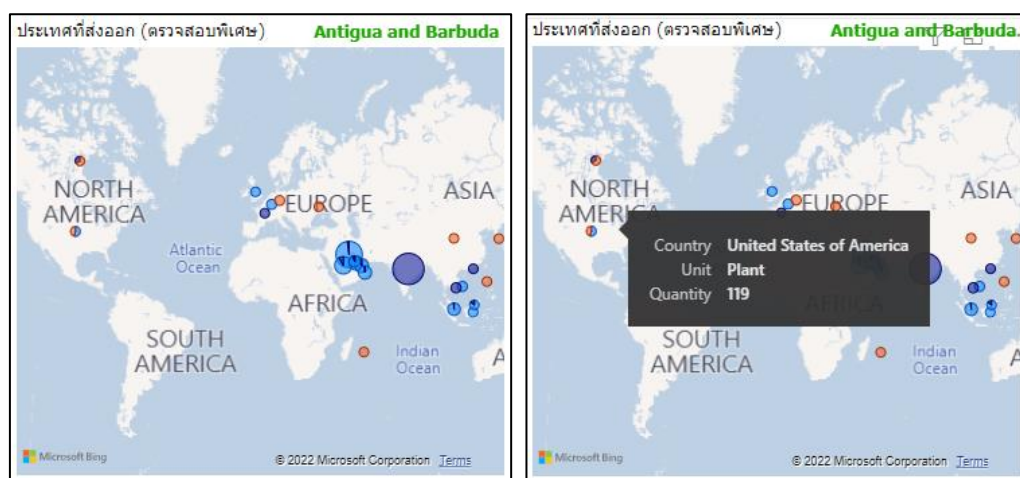 ประเทศที่ส่งออก (ตรวจสอบพิเศษ) Antigua and Barbuda
NORTH
AMERICA
EUROPE
ASIA
Atlantic
Ocean
AFRICA
SOUTH
AMERICA
Indian
Ocean
A
Microsoft Bing
© 2022 Microsoft Corporation Terms
ประเทศที่ส่งออก (ตรวจสอบพิเศษ) Antigua and Barbuda.
NORTH
AMERIC
EUROPE
ASIA
Country United States of America
Unit Plant
Quantity 119
AFRICA
SOUTH
AMERICA
Indian
Ocean
A
Microsoft Bing
© 2022 Microsoft Corporation Terms